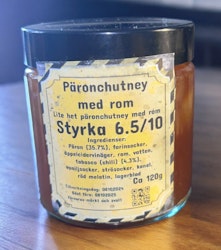 Päronchutney
med rom
Lite het päronchutney med rom
Styrka 6.5/10
Ingredienser:
Päron (35.7%), farinsocker,
äppelcidervinäger, rom, vatten,
tabasco (chili) (4,3%),
vaniljsocker, strösocker, kanel,
röd melatin, lagerblad
Ca 120g